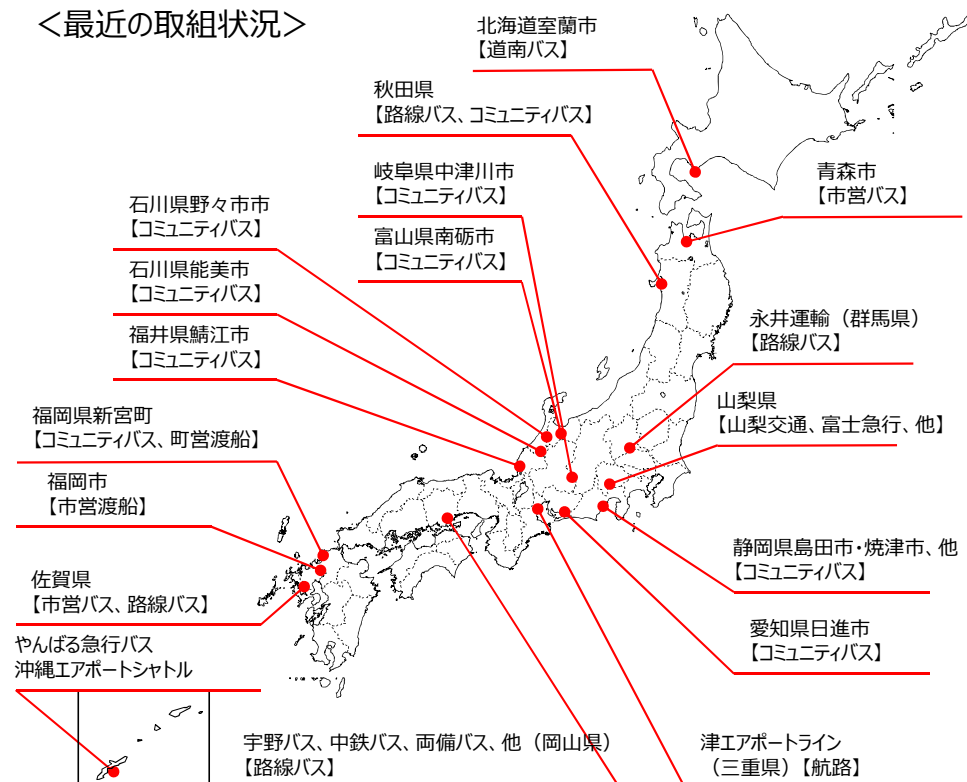 ＜最近の取組状況＞
北海道室蘭市
【道南バス】
秋田県
【路線バス、コミュニティバス】
岐阜県中津川市
【コミュニティバス】
青森市
【市営バス】
石川県野々市市
【コミュニティバス】
富山県南砺市
【コミュニティバス】
石川県能美市
【コミュニティバス】
福井県鯖江市
【コミュニティバス】
永井運輸（群馬県）
【路線バス】
山梨県
【山梨交通、富士急行、他】
福岡県新宮町
【コミュニティバス、町営渡船】
福岡市
【市営渡船】
静岡県島田市・焼津市、他
【コミュニティバス】
佐賀県
【市営バス、路線バス】
愛知県日進市
【コミュニティバス】
やんばる急行バス
沖縄エアポートシャトル
宇野バス、中鉄バス、両備バス、他（岡山県）
【路線バス】
津エアポートライン
（三重県）【航路】